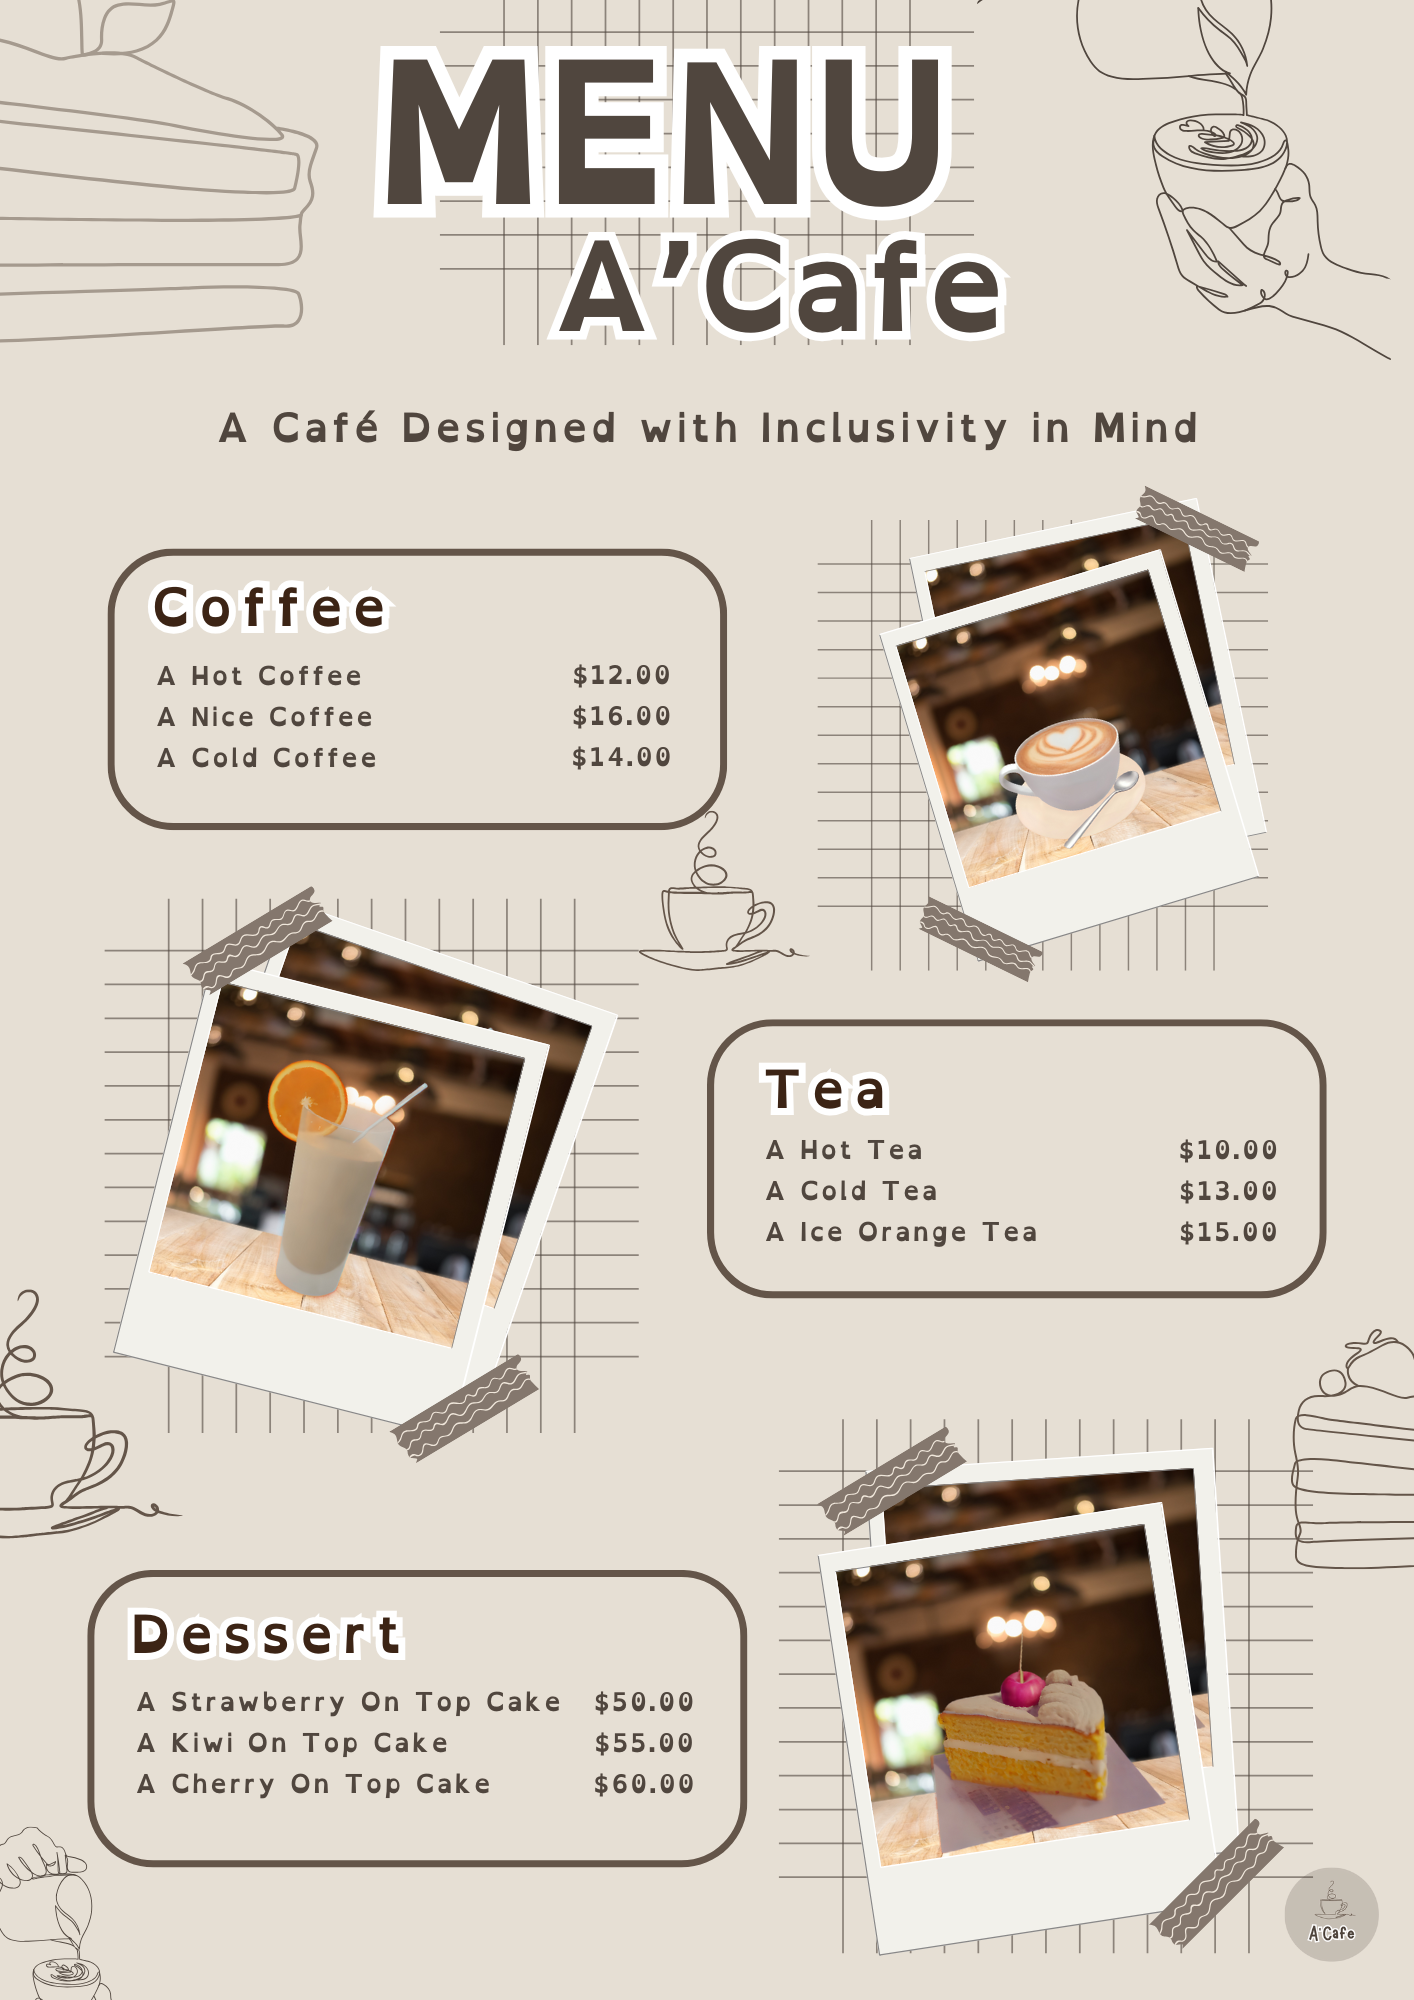 MENU
A’Cafe
A Café Designed with Inclusivity in Mind
Coffee
A Hot Coffee $12.00
A Nice Coffee $16.00
A Cold Coffee $14.00
Tea
A Hot Tea $10.00
A Cold Tea $13.00
A Ice Orange Tea $15.00
Dessert
A Strawberry On Top Cake $50.00
A Kiwi On Top Cake $55.00
A Cherry On Top Cake $60.00
A’Cafe